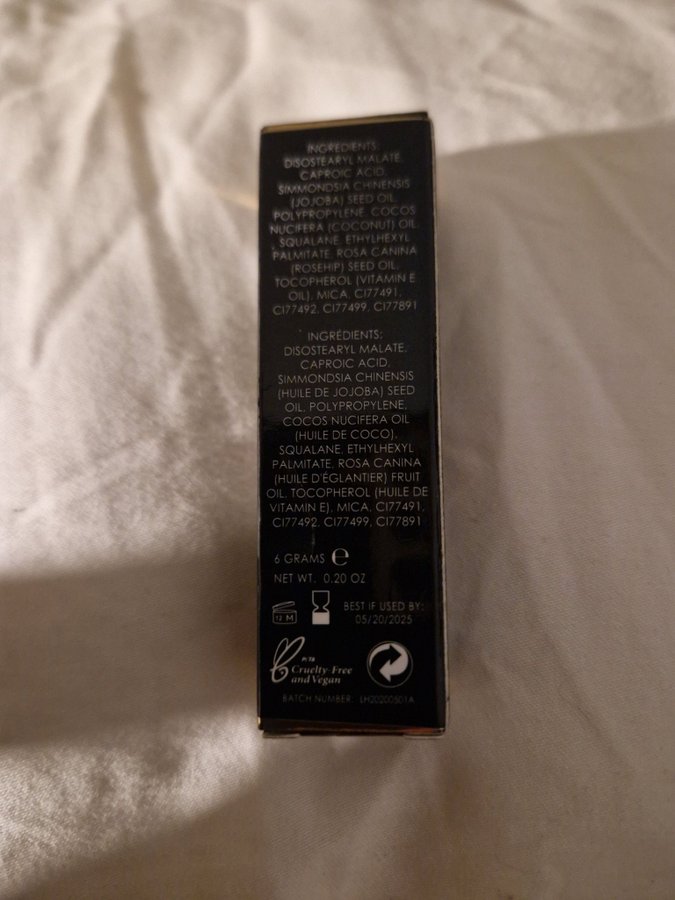 INGREDIENTS:
DISOSTEARYL MALATE,
CAPROIC ACID,
SIMMONDSIA CHINENSIS
(JOJOBA) SEED OIL,
POLYPROPYLENE, COCOS
NUCIFERA (COCONUT) OIL,
SQUALANE, ETHYLHEXYL
PALMITATE, ROSA CANINA
(ROSEHIP) SEED OIL,
TOCOPHEROL (VITAMIN E
OIL), MICA, CI77491,
CI77492, CI77499, CI77891
INGRÉDIENTS:
DISOSTEARYL MALATE,
CAPROIC ACID,
SIMMONDSIA CHINENSIS
(HUILE DE JOJOBA) SEED
OIL, POLYPROPYLENE,
COCOS NUCIFERA OIL
(HUILE DE COCO),
SQUALANE, ETHYLHEXYL
PALMITATE, ROSA CANINA
(HUILE D'ÉGLANTIER) FRUIT
OIL, TOCOPHEROL (HUILE DE
VITAMIN E), MICA, CI77491,
CI77492, CI77499, CI77891
6 GRAMS ℮
NET WT. 0.20 OZ
12 M
BEST IF USED BY:
05/20/2025
PETA
Cruelty-Free
and Vegan
BATCH NUMBER: LH20200501A